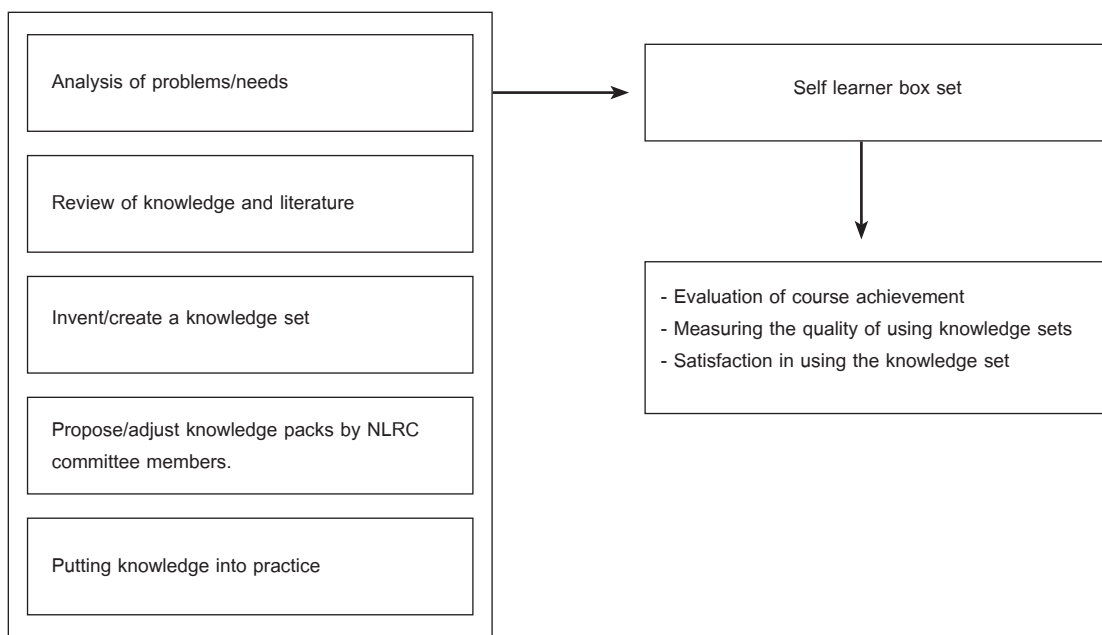 Analysis of problems/needs
Review of knowledge and literature
Invent/create a knowledge set
Propose/adjust knowledge packs by NLRC
committee members.
Putting knowledge into practice
Self learner box set
- Evaluation of course achievement
- Measuring the quality of using knowledge sets
- Satisfaction in using the knowledge set